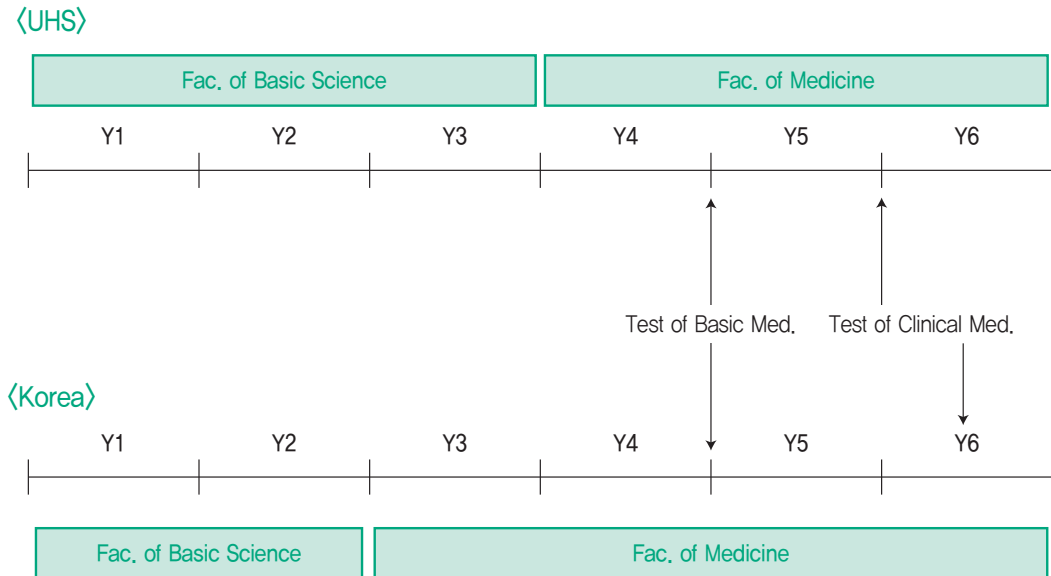 〈UHS〉
Fac. of Basic Science Fac. of Medicine
Y1 Y2 Y3 Y4 Y5 Y6
Test of Basic Med. Test of Clinical Med.
〈Korea〉
Y1 Y2 Y3 Y4 Y5 Y6
Fac. of Basic Science Fac. of Medicine